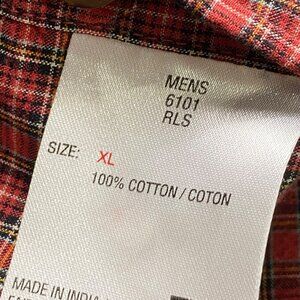 MENS
6101
RLS
SIZE: XL
100% COTTON / COTON
MADE IN INDIA